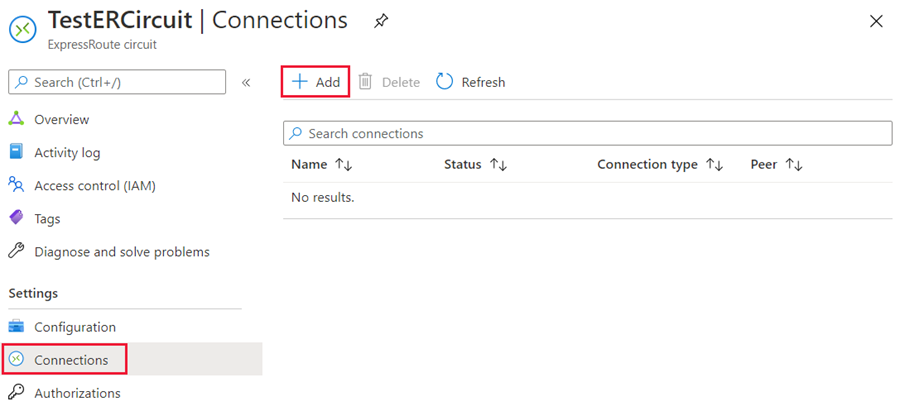 TestERCircuit | Connections
ExpressRoute circuit
Search (Ctrl+/)
«
Overview
Activity log
Access control (IAM)
Tags
Diagnose and solve problems
Settings
Configuration
Connections
Authorizations
+ Add
Delete
Refresh
Search connections
Name ↑↓ Status ↑↓ Connection type ↑↓ Peer ↑↓
No results.